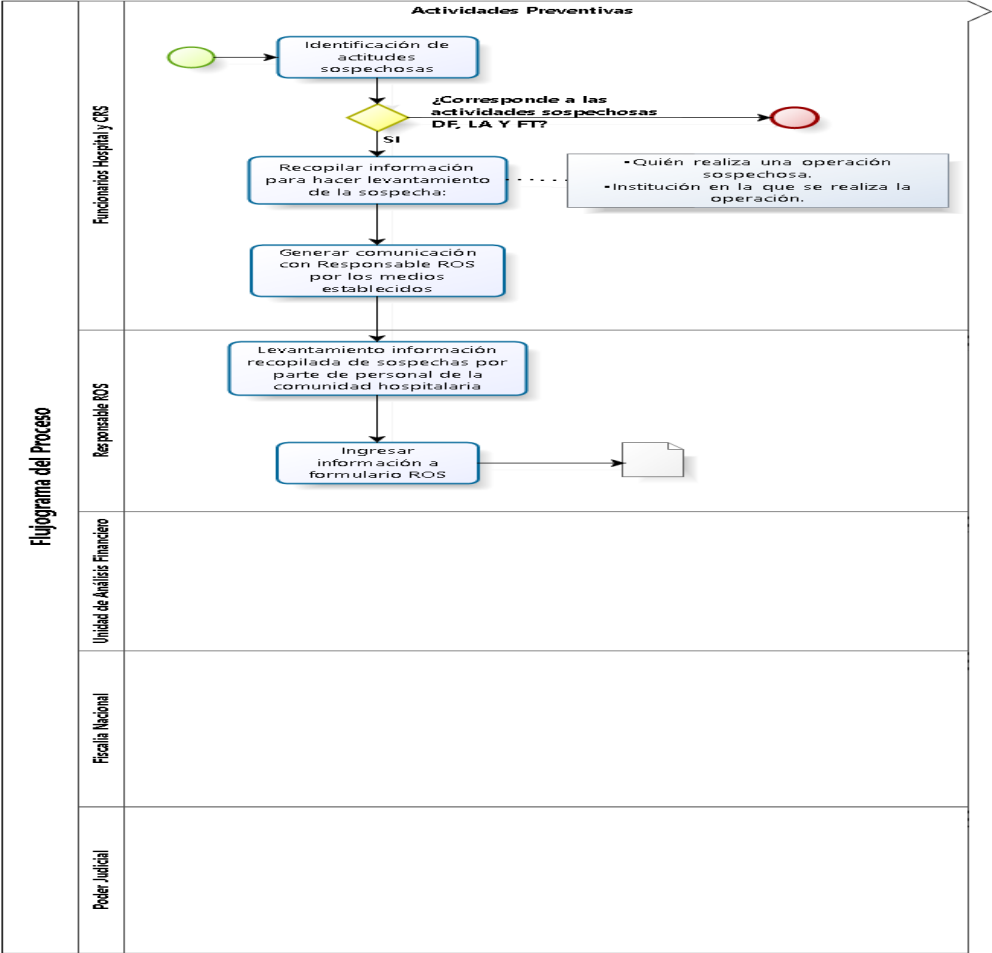 Actividades Preventivas
Flujograma del Proceso
Funcionarios Hospital y CRS
Identificación de
actitudes
sospechosas
¿Corresponde a las
actividades sospechosas
DF, LA Y FT?
SI
Recopilar información
para hacer levantamiento
de la sospecha:
•Quién realiza una operación
sospechosa.
•Institución en la que se realiza la
operación.
Generar comunicación
con Responsable ROS
por los medios
establecidos
Responsable ROS
Levantamiento información
recopilada de sospechas por
parte de personal de la
comunidad hospitalaria
Ingresar
información a
formulario ROS
Unidad de Análisis Financiero
Fiscalía Nacional
Poder Judicial